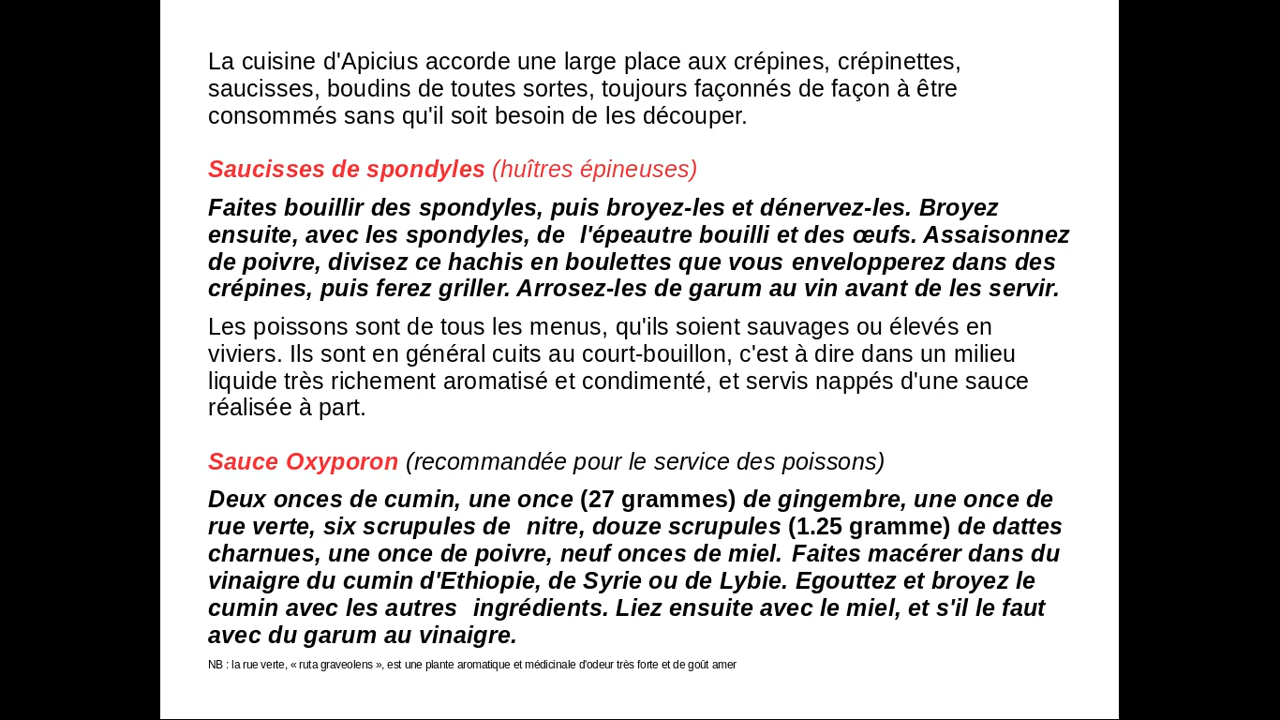 La cuisine d'Apicius accorde une large place aux crépines, crépinettes,
saucisses, boudins de toutes sortes, toujours façonnés de façon à être
consommés sans qu'il soit besoin de les découper.
Saucisses de spondyles (huîtres épineuses)
Faites bouillir des spondyles, puis broyez-les et dénervez-les. Broyez
ensuite, avec les spondyles, de l'épeautre bouilli et des œufs. Assaisonnez
de poivre, divisez ce hachis en boulettes que vous envelopperez dans des
crépines, puis ferez griller. Arrosez-les de garum au vin avant de les servir.
Les poissons sont de tous les menus, qu'ils soient sauvages ou élevés en
viviers. Ils sont en général cuits au court-bouillon, c'est à dire dans un milieu
liquide très richement aromatisé et condimenté, et servis nappés d'une sauce
réalisée à part.
Sauce Oxyporon (recommandée pour le service des poissons)
Deux onces de cumin, une once (27 grammes) de gingembre, une once de
rue verte, six scrupules de nitre, douze scrupules (1.25 gramme) de dattes
charnues, une once de poivre, neuf onces de miel. Faites macérer dans du
vinaigre du cumin d'Ethiopie, de Syrie ou de Lybie. Egouttez et broyez le
cumin avec les autres ingrédients. Liez ensuite avec le miel, et s'il le faut
avec du garum au vinaigre.
NB : la rue verte, « ruta graveolens », est une plante aromatique et médicinale d'odeur très forte et de goût amer